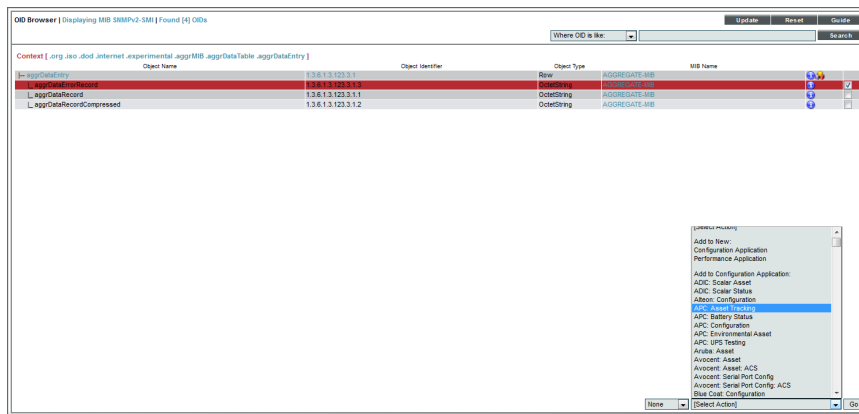 OID Browser | Displaying MIB SNMPv2-SMI | Found [4] OIDs
Update Reset Guide
Where OID is like: Search
Context [ .org .iso .dod .internet .experimental .aggrMIB .aggrDataTable .aggrDataEntry ]
Object Name Object Identifier Object Type MIB Name
aggrDataEntry 1.3.6.1.3.123.3.1 Row AGGREGATE-MIB
aggrDataErrorRecord 1.3.6.1.3.123.3.1.3 OctetString AGGREGATE-MIB
aggrDataRecord 1.3.6.1.3.123.3.1.1 OctetString AGGREGATE-MIB
aggrDataRecordCompressed 1.3.6.1.3.123.3.1.2 OctetString AGGREGATE-MIB
[Select Action]
Add to New:
Configuration Application
Performance Application
Add to Configuration Application:
ADIC: Scalar Asset
ADIC: Scalar Status
Alteon: Configuration
APC: Asset Tracking
APC: Battery Status
APC: Configuration
APC: Environmental Asset
APC: UPS Testing
Aruba: Asset
Avocent: Asset
Avocent: Asset: ACS
Avocent: Serial Port Config
Avocent: Serial Port Config: ACS
Blue Coat: Configuration
None [Select Action] Go